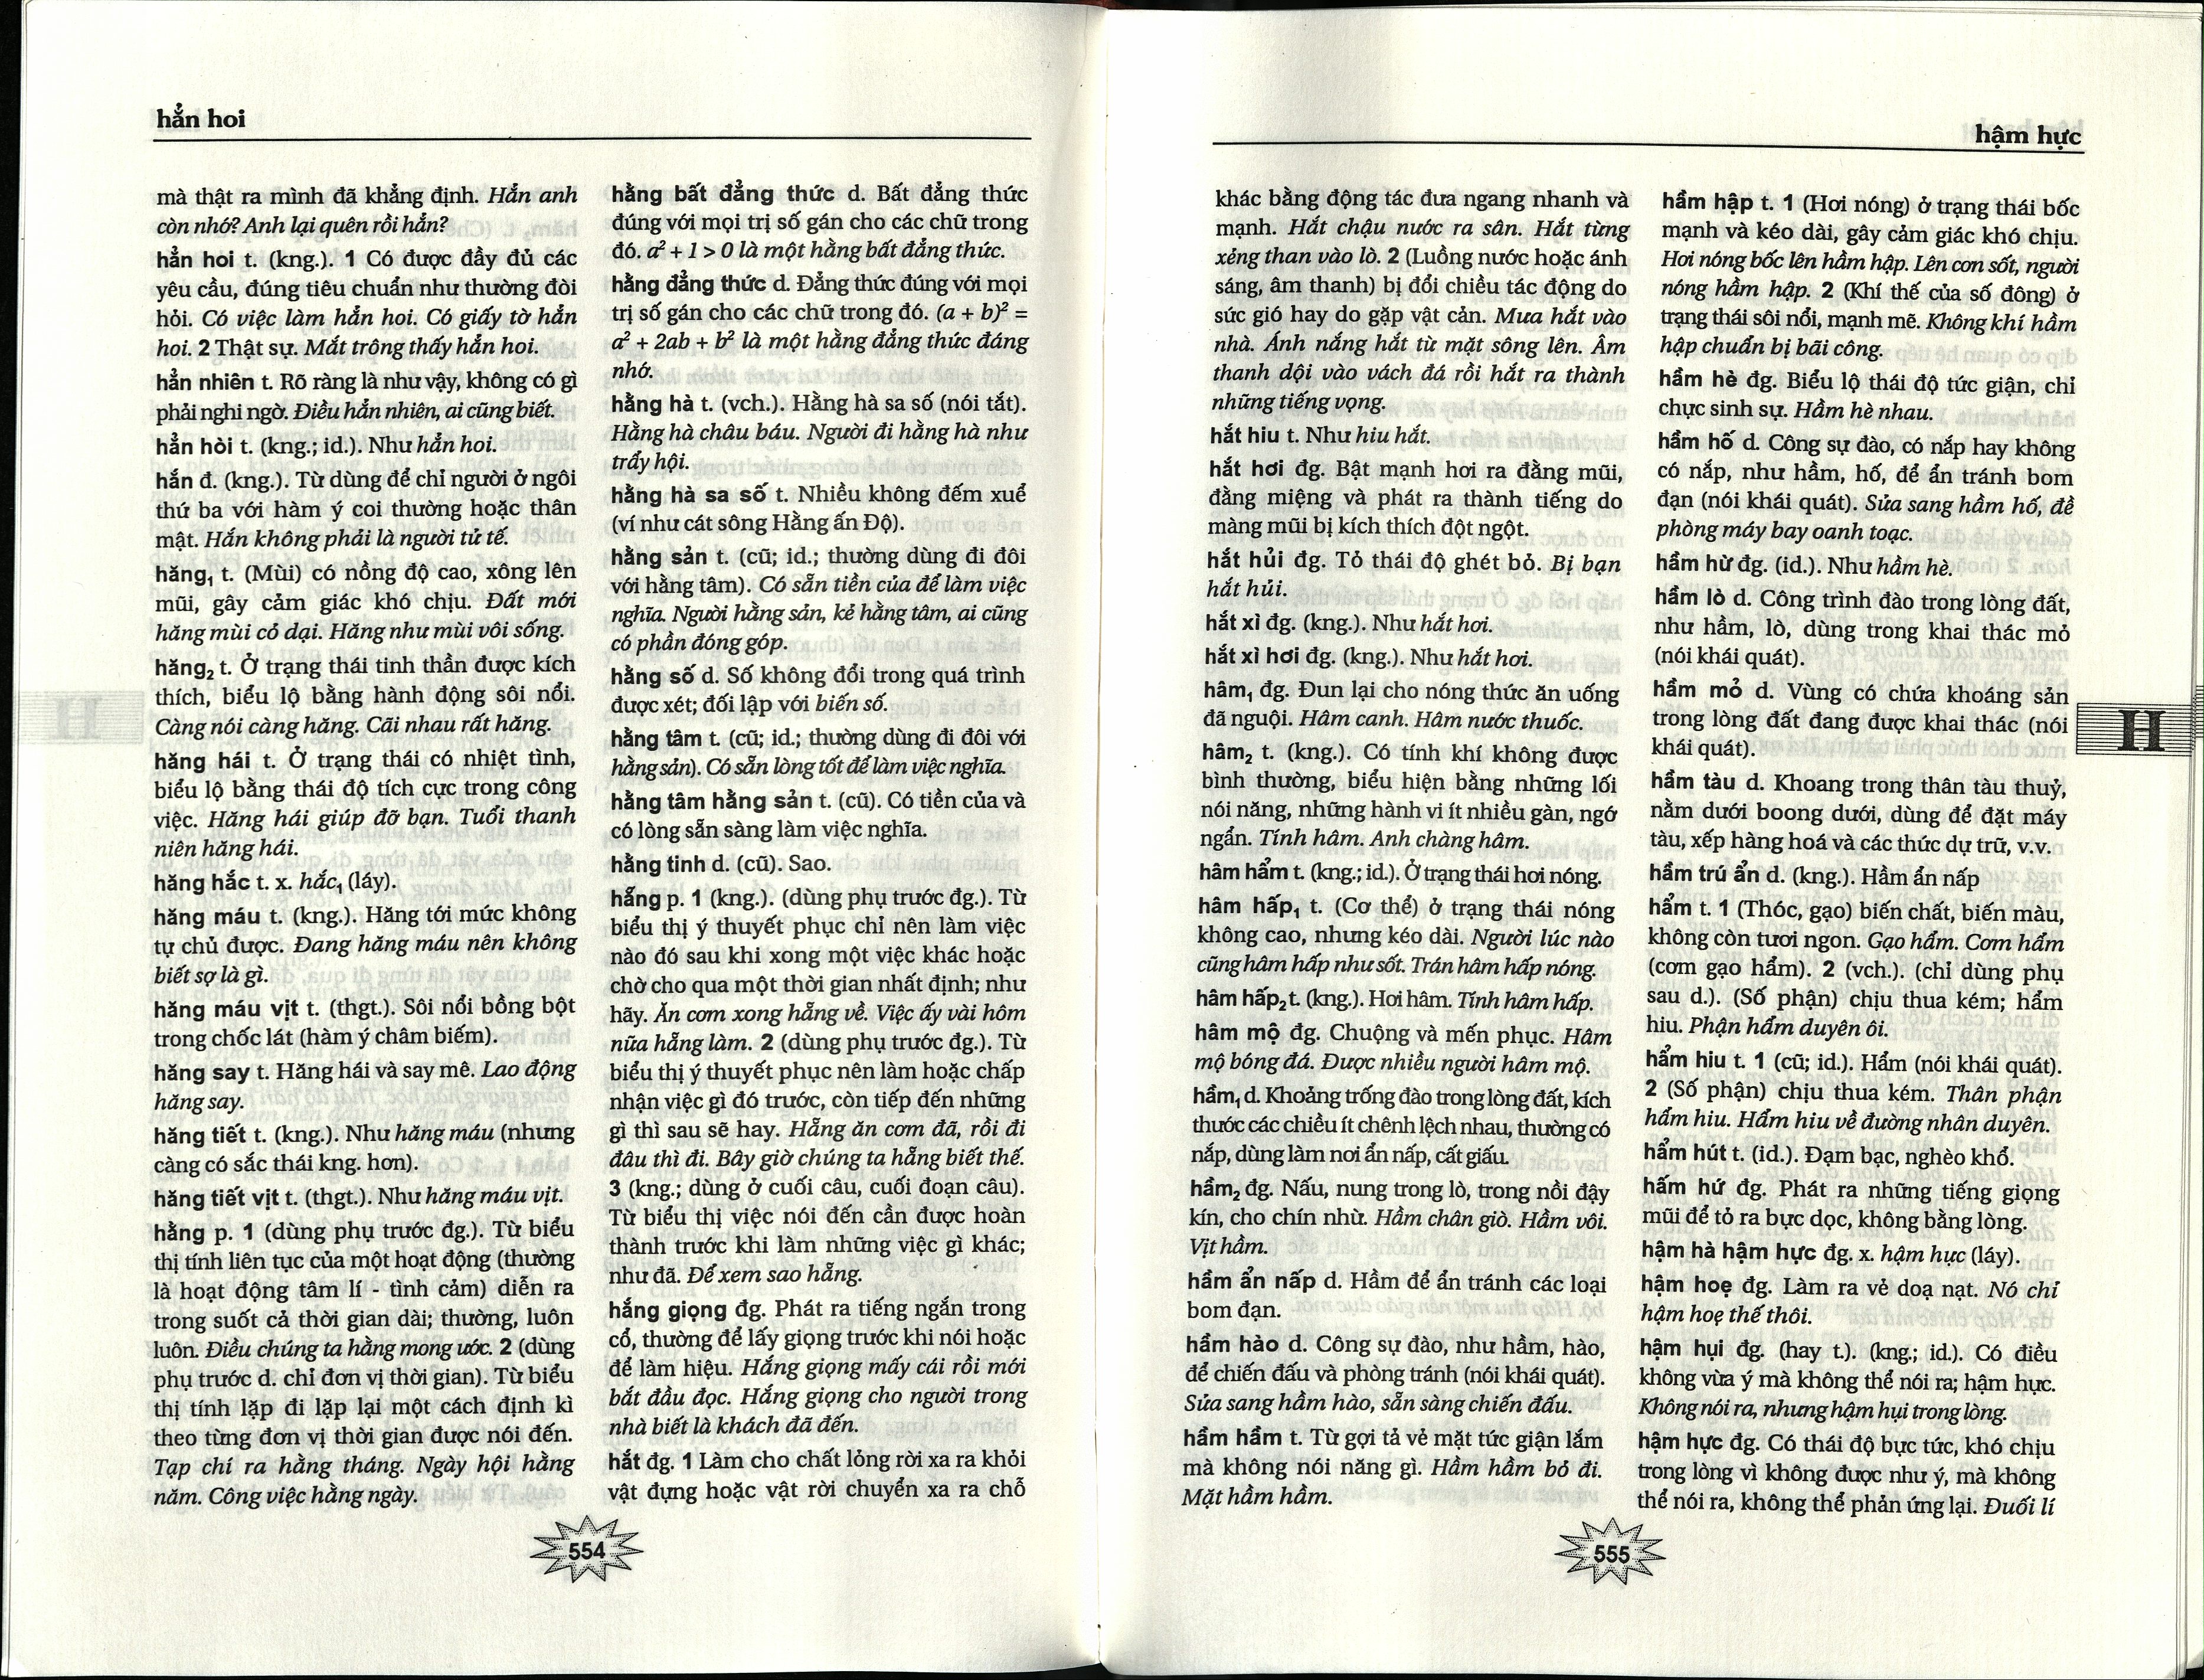 hẳn hoi
mà thật ra mình đã khẳng định. Hẳn anh
còn nhớ? Anh lại quên rồi hẳn?
hẳn hoi t. (kng.). 1 Có được đầy đủ các
yêu cầu, đúng tiêu chuẩn như thường đòi
hỏi. Có việc làm hẳn hoi. Có giấy tờ hẳn
hoi. 2 Thật sự. Mắt trông thấy hẳn hoi.
hẳn nhiên t. Rõ ràng là như vậy, không có gì
phải nghi ngờ. Điều hẳn nhiên, ai cũng biết.
hẳn hòi t. (kng.; id.). Như hẳn hoi.
hắn đ. (kng.). Từ dùng để chỉ người ở ngôi
thứ ba với hàm ý coi thường hoặc thân
mật. Hắn không phải là người tử tế.
hăng₁ t. (Mùi) có nồng độ cao, xông lên
mũi, gây cảm giác khó chịu. Đất mới
hăng mùi cỏ dại. Hăng như mùi vôi sống.
hăng₂ t. Ở trạng thái tinh thần được kích
thích, biểu lộ bằng hành động sôi nổi.
Càng nói càng hăng. Cãi nhau rất hăng.
hăng hái t. Ở trạng thái có nhiệt tình,
biểu lộ bằng thái độ tích cực trong công
việc. Hăng hái giúp đỡ bạn. Tuổi thanh
niên hăng hái.
hăng hắc t. x. hắc₁ (láy).
hăng máu t. (kng.). Hăng tới mức không
tự chủ được. Đang hăng máu nên không
biết sợ là gì.
hăng máu vịt t. (thgt.). Sôi nổi bồng bột
trong chốc lát (hàm ý châm biếm).
hăng say t. Hăng hái và say mê. Lao động
hăng say.
hăng tiết t. (kng.). Như hăng máu (nhưng
càng có sắc thái kng. hơn).
hăng tiết vịt t. (thgt.). Như hăng máu vịt.
hằng p. 1 (dùng phụ trước đg.). Từ biểu
thị tính liên tục của một hoạt động (thường
là hoạt động tâm lí - tình cảm) diễn ra
trong suốt cả thời gian dài; thường, luôn
luôn. Điều chúng ta hằng mong ước. 2 (dùng
phụ trước d. chỉ đơn vị thời gian). Từ biểu
thị tính lặp đi lặp lại một cách định kì
theo từng đơn vị thời gian được nói đến.
Tạp chí ra hằng tháng. Ngày hội hằng
năm. Công việc hằng ngày.
hằng bất đẳng thức d. Bất đẳng thức
đúng với mọi trị số gán cho các chữ trong
đó. a² + 1 > 0 là một hằng bất đẳng thức.
hằng đẳng thức d. Đẳng thức đúng với mọi
trị số gán cho các chữ trong đó. (a + b)² =
a² + 2ab + b² là một hằng đẳng thức đáng
nhớ.
hằng hà t. (vch.). Hằng hà sa số (nói tắt).
Hằng hà châu báu. Người đi hằng hà như
trẩy hội.
hằng hà sa số t. Nhiều không đếm xuể
(ví như cát sông Hằng ấn Độ).
hằng sản t. (cũ; id.; thường dùng đi đôi
với hằng tâm). Có sẵn tiền của để làm việc
nghĩa. Người hằng sản, kẻ hằng tâm, ai cũng
có phần đóng góp.
hằng số d. Số không đổi trong quá trình
được xét; đối lập với biến số.
hằng tâm t. (cũ; id.; thường dùng đi đôi với
hằng sản). Có sẵn lòng tốt để làm việc nghĩa.
hằng tâm hằng sản t. (cũ). Có tiền của và
có lòng sẵn sàng làm việc nghĩa.
hằng tinh d. (cũ). Sao.
hẵng p. 1 (kng.). (dùng phụ trước đg.). Từ
biểu thị ý thuyết phục chỉ nên làm việc
nào đó sau khi xong một việc khác hoặc
chờ cho qua một thời gian nhất định; như
hãy. Ăn cơm xong hẵng về. Việc ấy vài hôm
nữa hẵng làm. 2 (dùng phụ trước đg.). Từ
biểu thị ý thuyết phục nên làm hoặc chấp
nhận việc gì đó trước, còn tiếp đến những
gì thì sau sẽ hay. Hẵng ăn cơm đã, rồi đi
đâu thì đi. Bây giờ chúng ta hẵng biết thế.
3 (kng.; dùng ở cuối câu, cuối đoạn câu).
Từ biểu thị việc nói đến cần được hoàn
thành trước khi làm những việc gì khác;
như đã. Để xem sao hẵng.
hắng giọng đg. Phát ra tiếng ngắn trong
cổ, thường để lấy giọng trước khi nói hoặc
để làm hiệu. Hắng giọng mấy cái rồi mới
bắt đầu đọc. Hắng giọng cho người trong
nhà biết là khách đã đến.
hắt đg. 1 Làm cho chất lỏng rời xa ra khỏi
vật đựng hoặc vật rời chuyển xa ra chỗ
554
hậm hực
khác bằng động tác đưa ngang nhanh và
mạnh. Hắt chậu nước ra sân. Hắt từng
xẻng than vào lò. 2 (Luồng nước hoặc ánh
sáng, âm thanh) bị đổi chiều tác động do
sức gió hay do gặp vật cản. Mưa hắt vào
nhà. Ánh nắng hắt từ mặt sông lên. Âm
thanh dội vào vách đá rồi hắt ra thành
những tiếng vọng.
hắt hiu t. Như hiu hắt.
hắt hơi đg. Bật mạnh hơi ra đằng mũi,
đằng miệng và phát ra thành tiếng do
màng mũi bị kích thích đột ngột.
hắt hủi đg. Tỏ thái độ ghét bỏ. Bị bạn
hắt hủi.
hắt xì đg. (kng.). Như hắt hơi.
hắt xì hơi đg. (kng.). Như hắt hơi.
hâm₁ đg. Đun lại cho nóng thức ăn uống
đã nguội. Hâm canh. Hâm nước thuốc.
hâm₂ t. (kng.). Có tính khí không được
bình thường, biểu hiện bằng những lối
nói năng, những hành vi ít nhiều gàn, ngớ
ngẩn. Tính hâm. Anh chàng hâm.
hâm hẩm t. (kng.; id.). Ở trạng thái hơi nóng.
hâm hấp₁ t. (Cơ thể) ở trạng thái nóng
không cao, nhưng kéo dài. Người lúc nào
cũng hâm hấp như sốt. Trán hâm hấp nóng.
hâm hấp₂ t. (kng.). Hơi hâm. Tính hâm hấp.
hâm mộ đg. Chuộng và mến phục. Hâm
mộ bóng đá. Được nhiều người hâm mộ.
hầm₁ d. Khoảng trống đào trong lòng đất, kích
thước các chiều ít chênh lệch nhau, thường có
nắp, dùng làm nơi ẩn nấp, cất giấu.
hầm₂ đg. Nấu, nung trong lò, trong nồi đậy
kín, cho chín nhừ. Hầm chân giò. Hầm vôi.
Vịt hầm.
hầm ẩn nấp d. Hầm để ẩn tránh các loại
bom đạn.
hầm hào d. Công sự đào, như hầm, hào,
để chiến đấu và phòng tránh (nói khái quát).
Sửa sang hầm hào, sẵn sàng chiến đấu.
hầm hầm t. Từ gợi tả vẻ mặt tức giận lắm
mà không nói năng gì. Hầm hầm bỏ đi.
Mặt hầm hầm.
hầm hập t. 1 (Hơi nóng) ở trạng thái bốc
mạnh và kéo dài, gây cảm giác khó chịu.
Hơi nóng bốc lên hầm hập. Lên cơn sốt, người
nóng hầm hập. 2 (Khí thế của số đông) ở
trạng thái sôi nổi, mạnh mẽ. Không khí hầm
hập chuẩn bị bãi công.
hầm hè đg. Biểu lộ thái độ tức giận, chỉ
chực sinh sự. Hầm hè nhau.
hầm hố d. Công sự đào, có nắp hay không
có nắp, như hầm, hố, để ẩn tránh bom
đạn (nói khái quát). Sửa sang hầm hố, đề
phòng máy bay oanh toạc.
hầm hừ đg. (id.). Như hầm hè.
hầm lò d. Công trình đào trong lòng đất,
như hầm, lò, dùng trong khai thác mỏ
(nói khái quát).
hầm mỏ d. Vùng có chứa khoáng sản
trong lòng đất đang được khai thác (nói
khái quát).
hầm tàu d. Khoang trong thân tàu thuỷ,
nằm dưới boong dưới, dùng để đặt máy
tàu, xếp hàng hoá và các thức dự trữ, v.v.
hầm trú ẩn d. (kng.). Hầm ẩn nấp
hẩm t. 1 (Thóc, gạo) biến chất, biến màu,
không còn tươi ngon. Gạo hẩm. Cơm hẩm
(cơm gạo hẩm). 2 (vch.). (chỉ dùng phụ
sau d.). (Số phận) chịu thua kém; hẩm
hiu. Phận hẩm duyên ôi.
hẩm hiu t. 1 (cũ; id.). Hẩm (nói khái quát).
2 (Số phận) chịu thua kém. Thân phận
hẩm hiu. Hẩm hiu về đường nhân duyên.
hẩm hút t. (id.). Đạm bạc, nghèo khổ.
hấm hứ đg. Phát ra những tiếng giọng
mũi để tỏ ra bực dọc, không bằng lòng.
hậm hà hậm hực đg. x. hậm hực (láy).
hậm hoẹ đg. Làm ra vẻ doạ nạt. Nó chỉ
hậm hoẹ thế thôi.
hậm hụi đg. (hay t.). (kng.; id.). Có điều
không vừa ý mà không thể nói ra; hậm hực.
Không nói ra, nhưng hậm hụi trong lòng.
hậm hực đg. Có thái độ bực tức, khó chịu
trong lòng vì không được như ý, mà không
thể nói ra, không thể phản ứng lại. Đuối lí
H
555